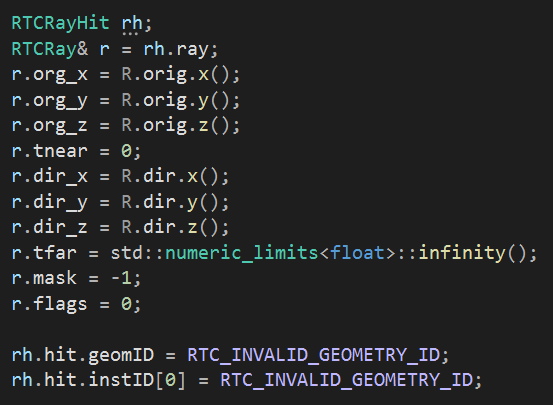 RTCRayHit rh;
RTCRay& r = rh.ray;
r.org_x = R.orig.x();
r.org_y = R.orig.y();
r.org_z = R.orig.z();
r.tnear = 0;
r.dir_x = R.dir.x();
r.dir_y = R.dir.y();
r.dir_z = R.dir.z();
r.tfar = std::numeric_limits<float>::infinity();
r.mask = -1;
r.flags = 0;

rh.hit.geomID = RTC_INVALID_GEOMETRY_ID;
rh.hit.instID[0] = RTC_INVALID_GEOMETRY_ID;